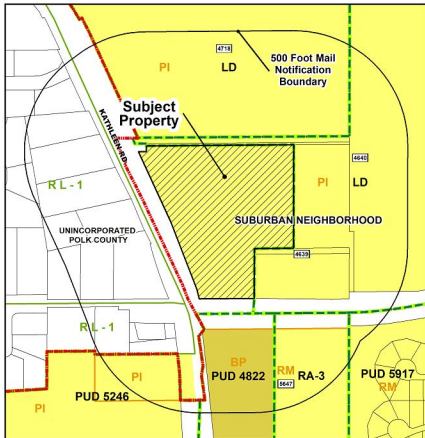 4718
PI
LD
500 Foot Mail
Notification
Boundary
Subject
Property
KATHLEEN RD
4640
PI
LD
RL-1
SUBURBAN NEIGHBORHOOD
UNINCORPORATED
POLK COUNTY
4639
RL-1
BP
PUD 4822
RM
RA-3
PUD 5917
RM
5647
PI
PUD 5246
PI